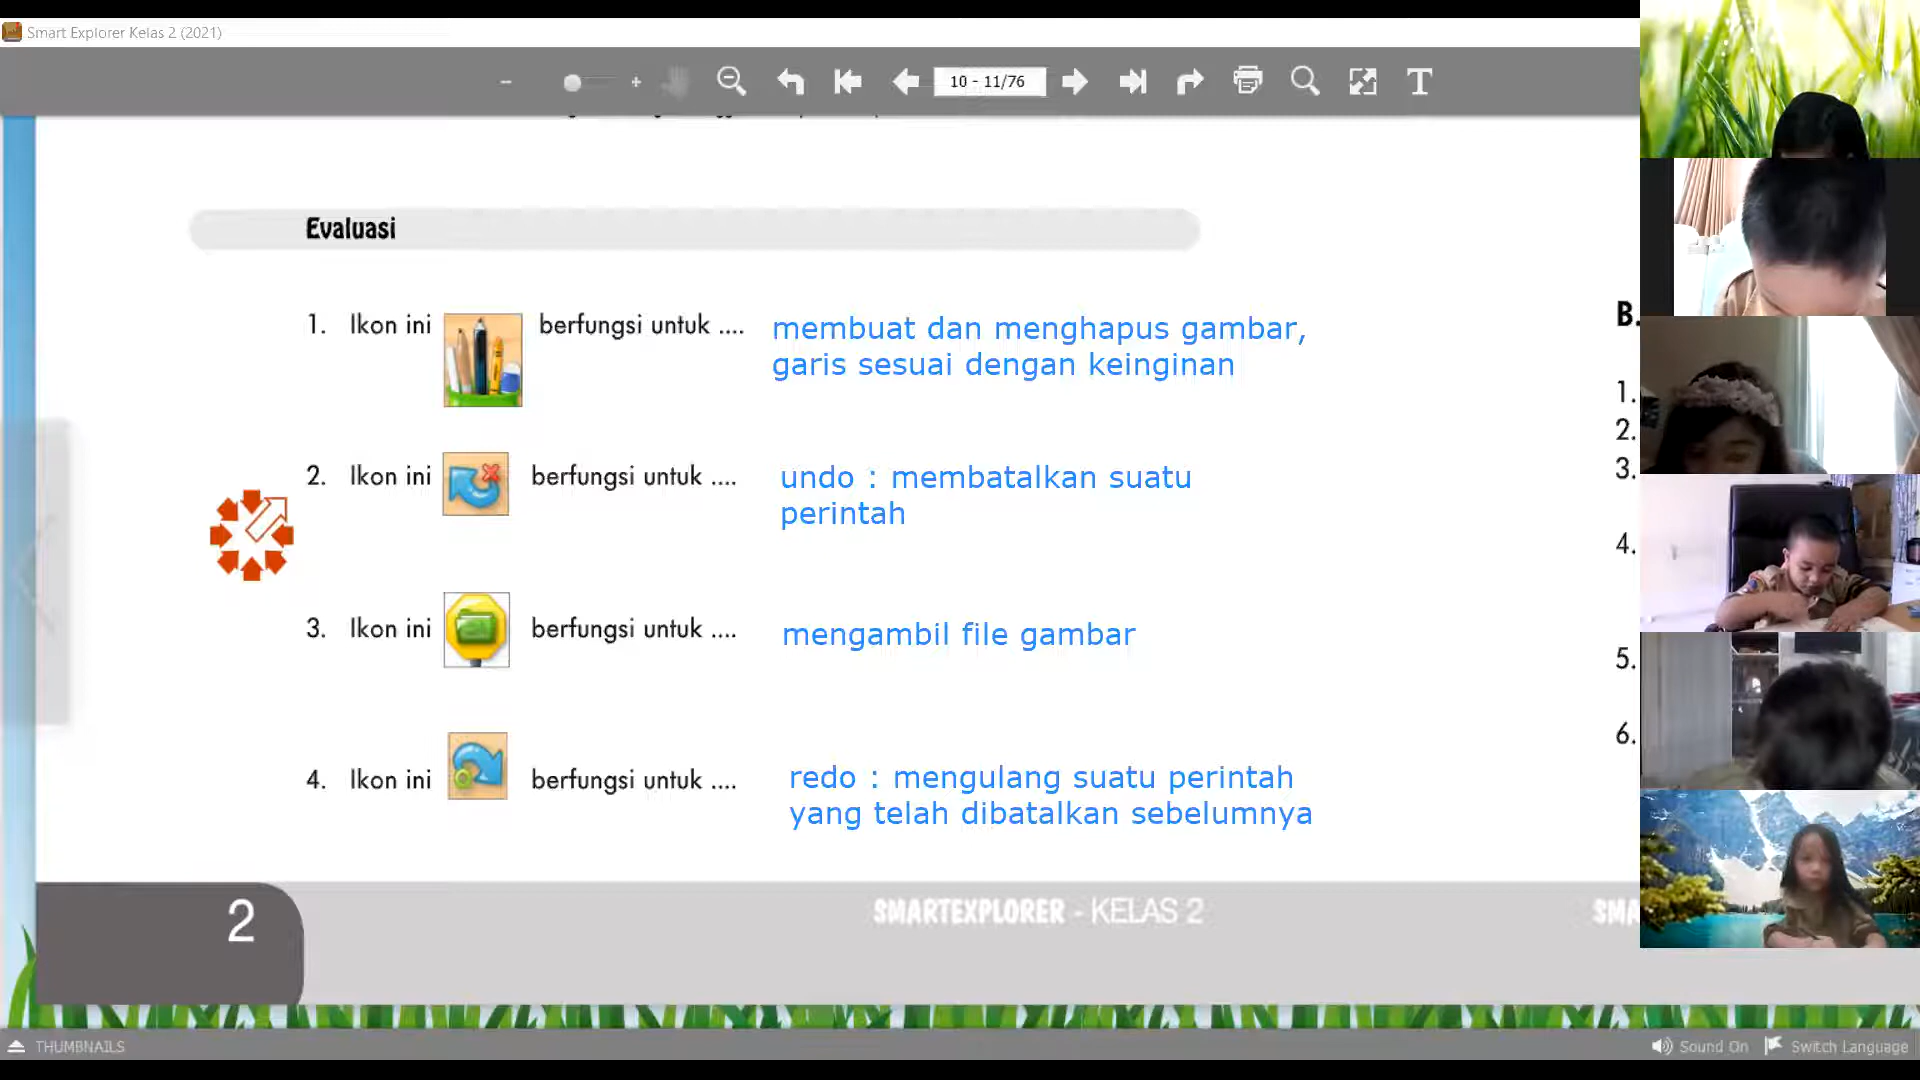 Smart Explorer Kelas 2 (2021)
10 - 11/76
T
Evaluasi
1. Ikon ini berfungsi untuk .... membuat dan menghapus gambar,
garis sesuai dengan keinginan
2. Ikon ini berfungsi untuk .... undo : membatalkan suatu
perintah
3. Ikon ini berfungsi untuk .... mengambil file gambar
4. Ikon ini berfungsi untuk .... redo : mengulang suatu perintah
yang telah dibatalkan sebelumnya
B.
1.
2.
3.
4.
5.
6.
2
SMARTEXPLORER - KELAS 2
SMA
THUMBNAILS
Sound On
Switch Language